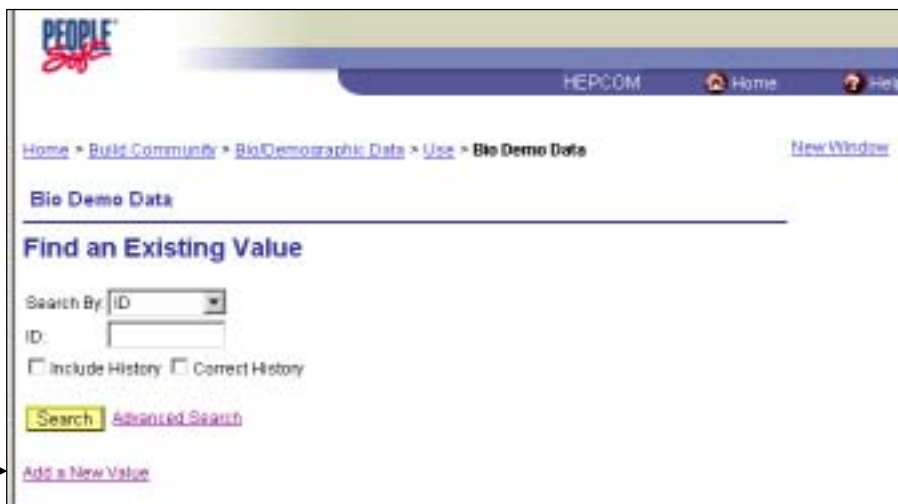 PEOPLE
Soft
HEPCOM Home Hel
Home > Build Community > Bio/Demographic Data > Use > Bio Demo Data New Window
Bio Demo Data
Find an Existing Value
Search By: ID
ID:
Include History Correct History
Search Advanced Search
Add a New Value